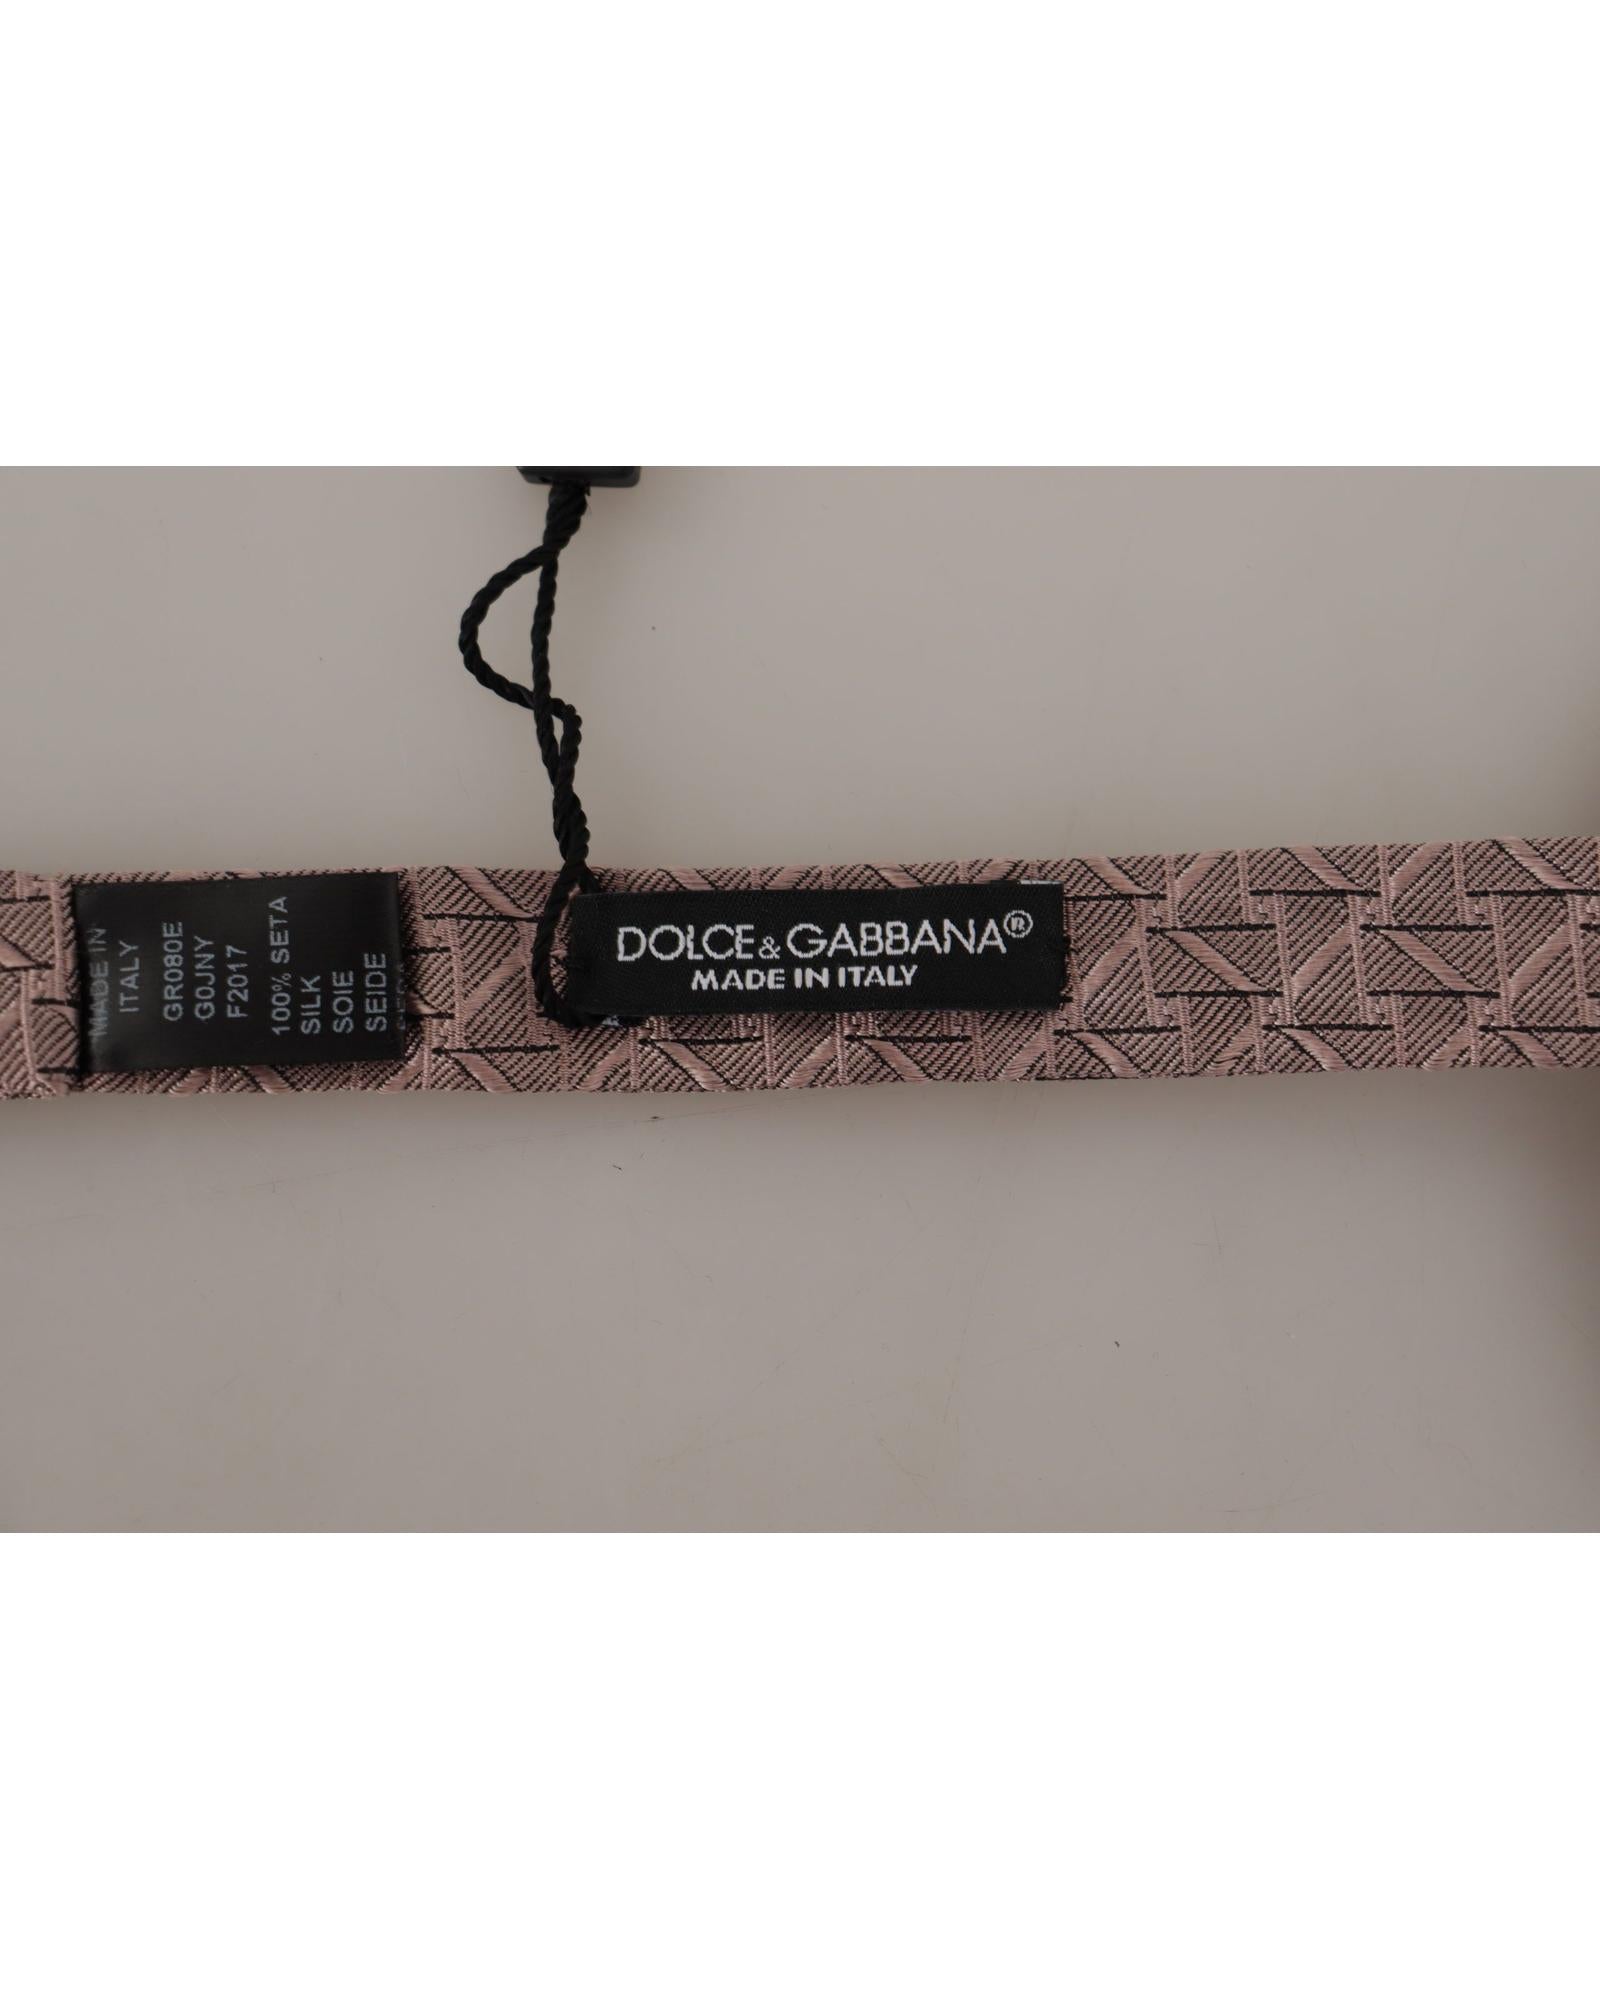 MADE IN
ITALY
GR080E
G0JNY
F2017
100% SETA
SILK
SOIE
SEIDE
DOLCE & GABBANA®
MADE IN ITALY